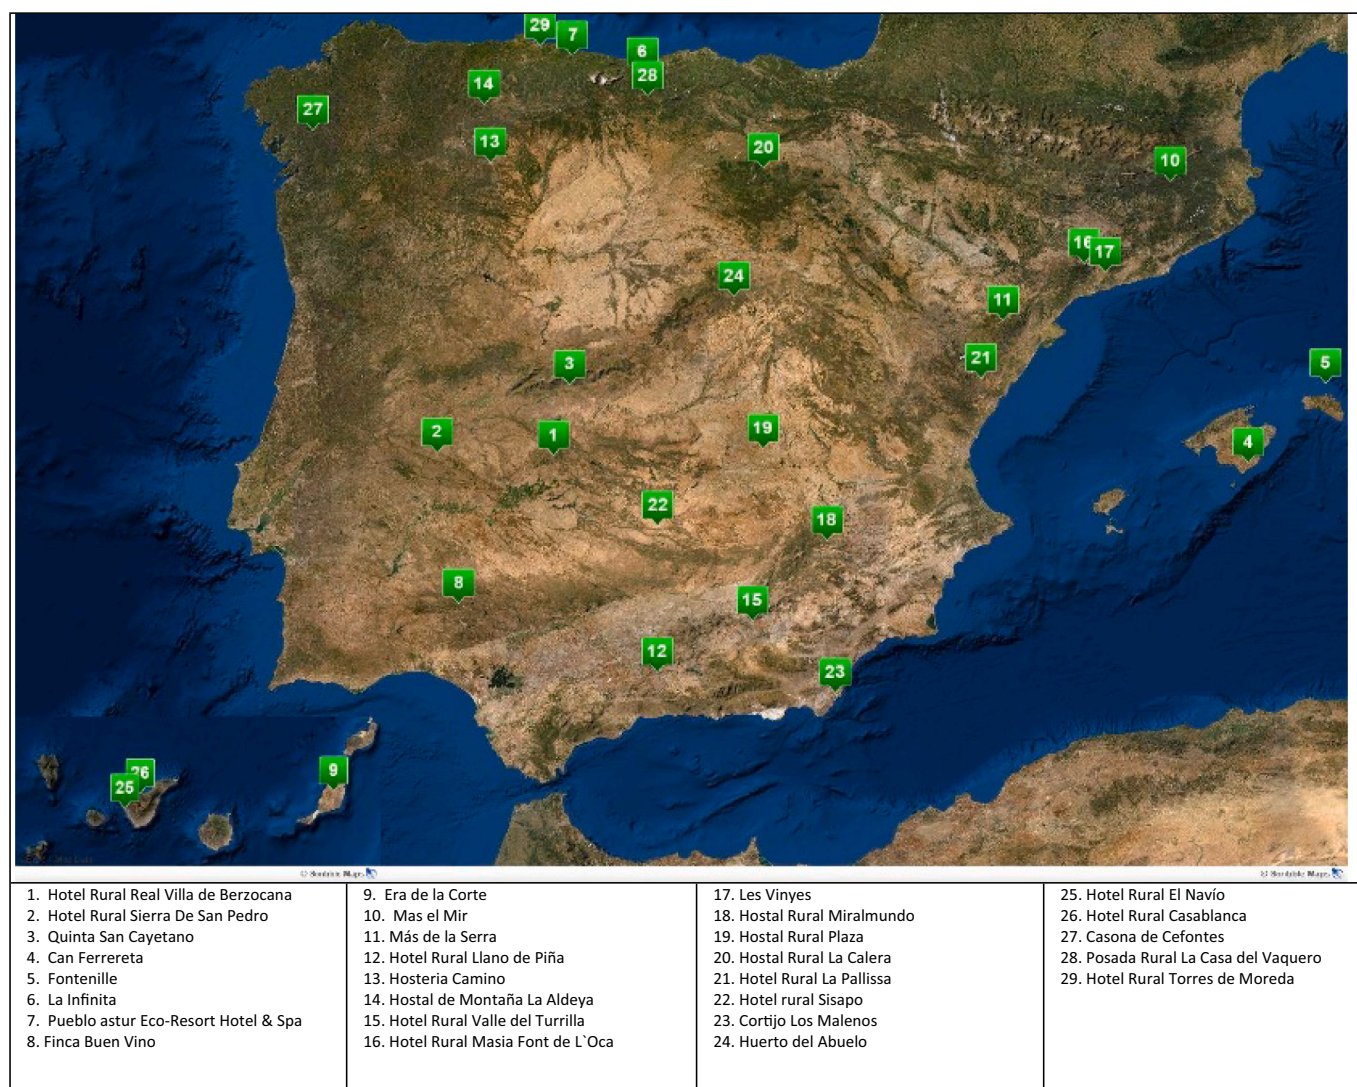 29
7
6
28
14
27
13
20
10
16
17
24
11
21
3
5
2
1
19
4
22
18
8
15
12
23
9
26
25
© Scribble Maps
© Scribble Maps
1. Hotel Rural Real Villa de Berzocana
2. Hotel Rural Sierra De San Pedro
3. Quinta San Cayetano
4. Can Ferrereta
5. Fontenille
6. La Infinita
7. Pueblo astur Eco-Resort Hotel & Spa
8. Finca Buen Vino
9. Era de la Corte
10. Mas el Mir
11. Más de la Serra
12. Hotel Rural Llano de Piña
13. Hosteria Camino
14. Hostal de Montaña La Aldeya
15. Hotel Rural Valle del Turrilla
16. Hotel Rural Masia Font de L`Oca
17. Les Vinyes
18. Hostal Rural Miralmundo
19. Hostal Rural Plaza
20. Hostal Rural La Calera
21. Hotel Rural La Pallissa
22. Hotel rural Sisapo
23. Cortijo Los Malenos
24. Huerto del Abuelo
25. Hotel Rural El Navío
26. Hotel Rural Casablanca
27. Casona de Cefontes
28. Posada Rural La Casa del Vaquero
29. Hotel Rural Torres de Moreda